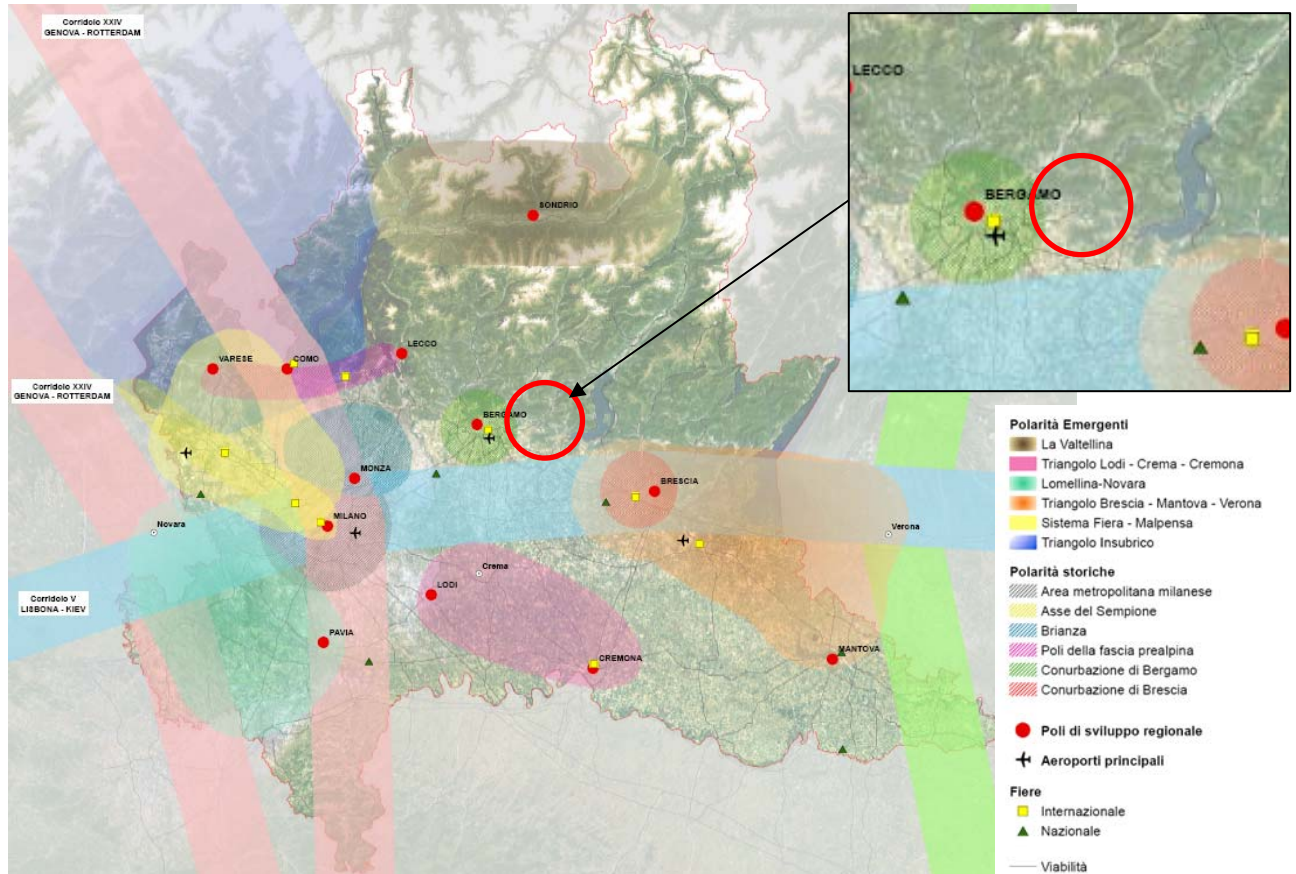 Corridoio XXIV
GENOVA - ROTTERDAM
SONDRIO
VARESE
COMO
LECCO
Corridoio XXIV
GENOVA - ROTTERDAM
BERGAMO
MONZA
BRESCIA
MILANO
Novara
Verona
Crema
LODI
Corridoio V
LISBONA - KIEV
PAVIA
CREMONA
MANTOVA
LECCO
BERGAMO
Polarità Emergenti
La Valtellina
Triangolo Lodi - Crema - Cremona
Lomellina-Novara
Triangolo Brescia - Mantova - Verona
Sistema Fiera - Malpensa
Triangolo Insubrico
Polarità storiche
Area metropolitana milanese
Asse del Sempione
Brianza
Poli della fascia prealpina
Conurbazione di Bergamo
Conurbazione di Brescia
Poli di sviluppo regionale
Aeroporti principali
Fiere
Internazionale
Nazionale
Viabilità